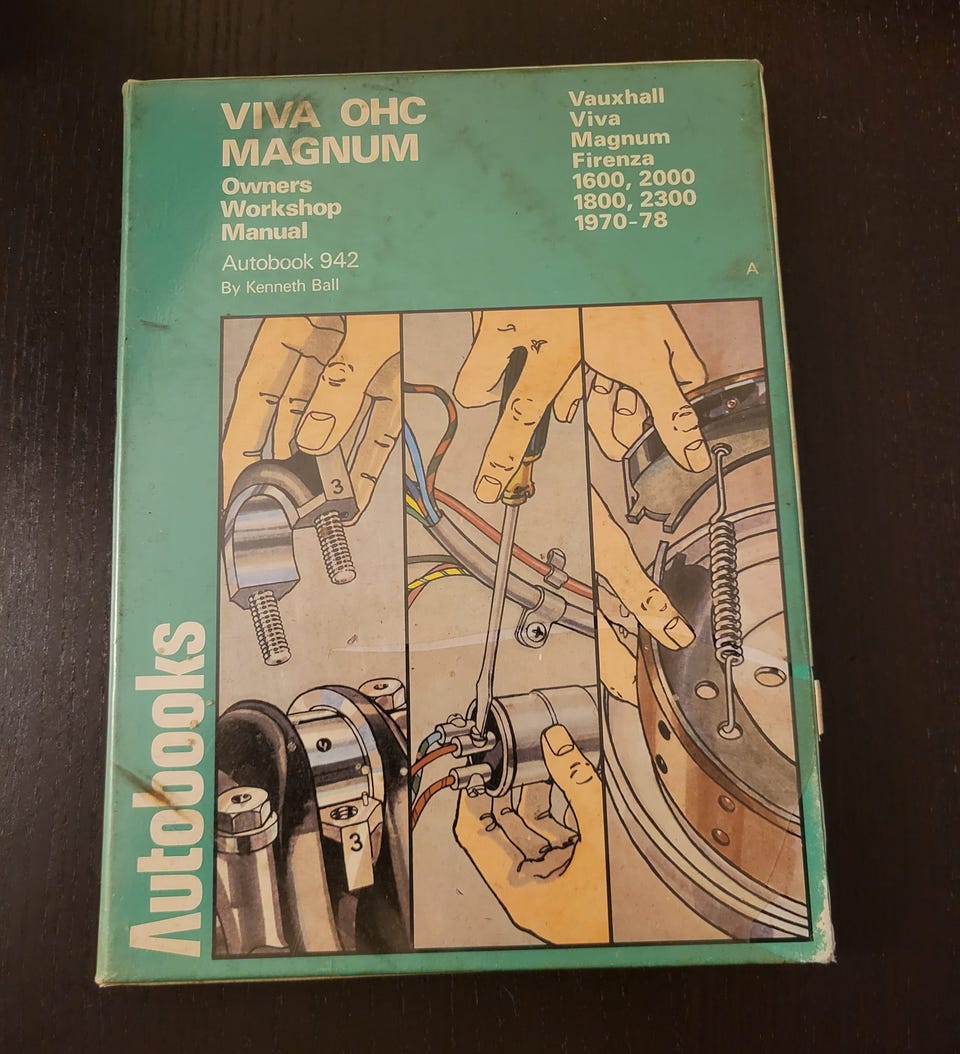 VIVA OHC
MAGNUM
Owners
Workshop
Manual
Autobook 942
By Kenneth Ball
Vauxhall
Viva
Magnum
Firenza
1600, 2000
1800, 2300
1970-78
A
3
3
Autobooks